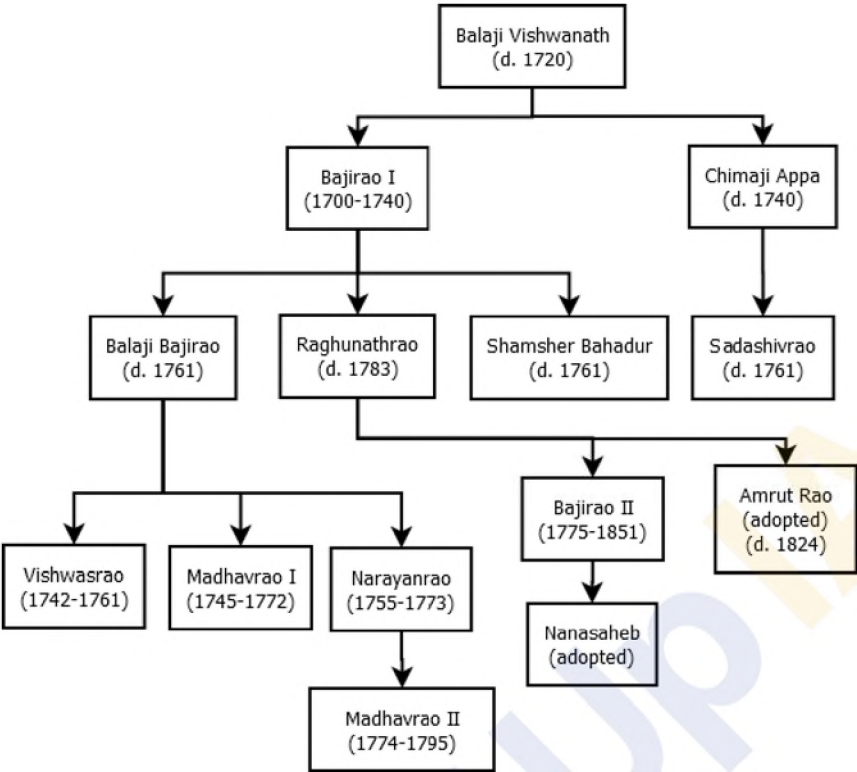 Balaji Vishwanath
(d. 1720)
Bajirao I
(1700-1740)
Chimaji Appa
(d. 1740)
Balaji Bajirao
(d. 1761)
Raghunathrao
(d. 1783)
Shamsher Bahadur
(d. 1761)
Sadashivrao
(d. 1761)
Bajirao II
(1775-1851)
Amrut Rao
(adopted)
(d. 1824)
Vishwasrao
(1742-1761)
Madhavrao I
(1745-1772)
Narayanrao
(1755-1773)
Nanasaheb
(adopted)
Madhavrao II
(1774-1795)